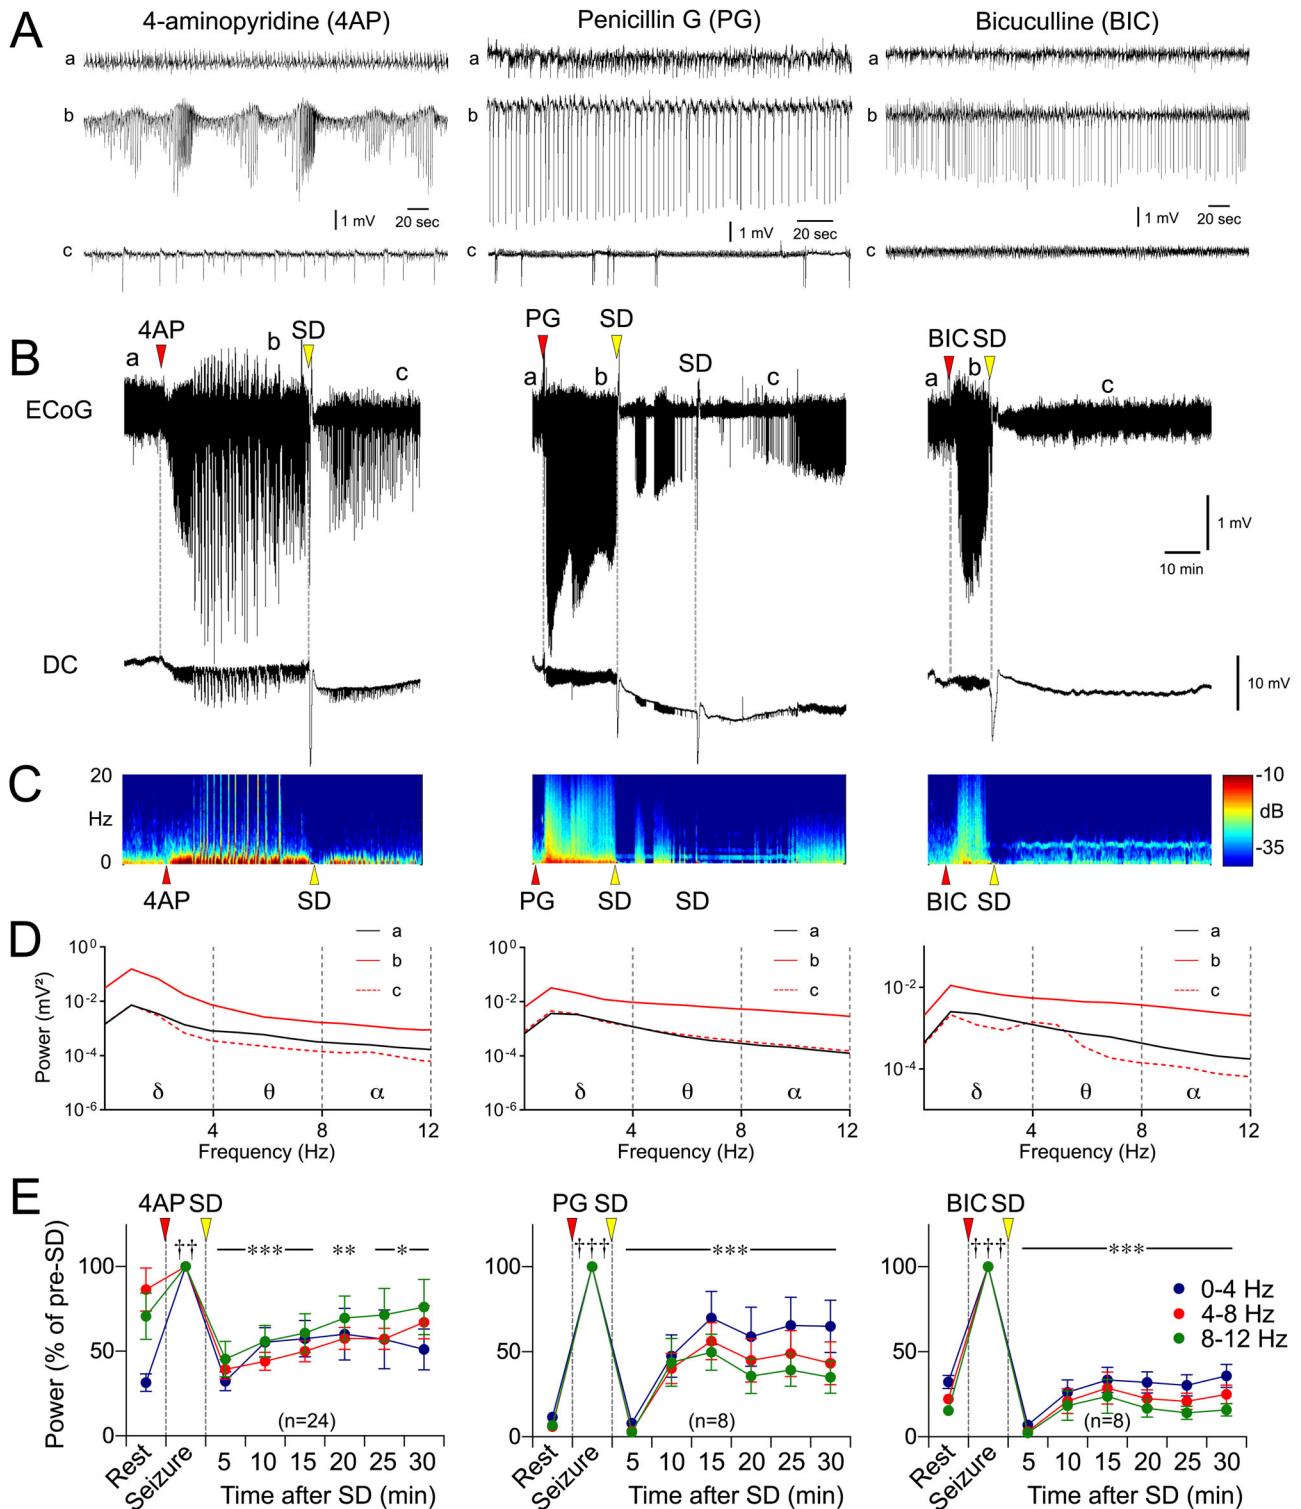 A
4-aminopyridine (4AP)
Penicillin G (PG)
Bicuculline (BIC)
a
a
a
b
b
b
1 mV
20 sec
1 mV
20 sec
1 mV
20 sec
c
c
c
B
4AP
SD
PG
SD
BIC
SD
a
b
c
a
b
SD
c
a
b
c
ECoG
1 mV
10 min
DC
10 mV
C
20
Hz
0
-10
dB
-35
4AP
SD
PG
SD
SD
BIC
SD
D
10⁰
10⁻²
10⁻⁴
10⁻⁶
Power (mV²)
a
b
c
δ
θ
α
4
8
12
Frequency (Hz)
10⁰
10⁻²
10⁻⁴
10⁻⁶
a
b
c
δ
θ
α
4
8
12
Frequency (Hz)
10⁻²
10⁻⁴
a
b
c
δ
θ
α
4
8
12
Frequency (Hz)
E
4AP SD
PG SD
BIC SD
Power (% of pre-SD)
100
50
0
††
***
**
*
(n=24)
Rest
Seizure
5 10 15 20 25 30
Time after SD (min)
100
50
0
†††
***
(n=8)
Rest
Seizure
5 10 15 20 25 30
Time after SD (min)
100
50
0
†††
***
0-4 Hz
4-8 Hz
8-12 Hz
(n=8)
Rest
Seizure
5 10 15 20 25 30
Time after SD (min)